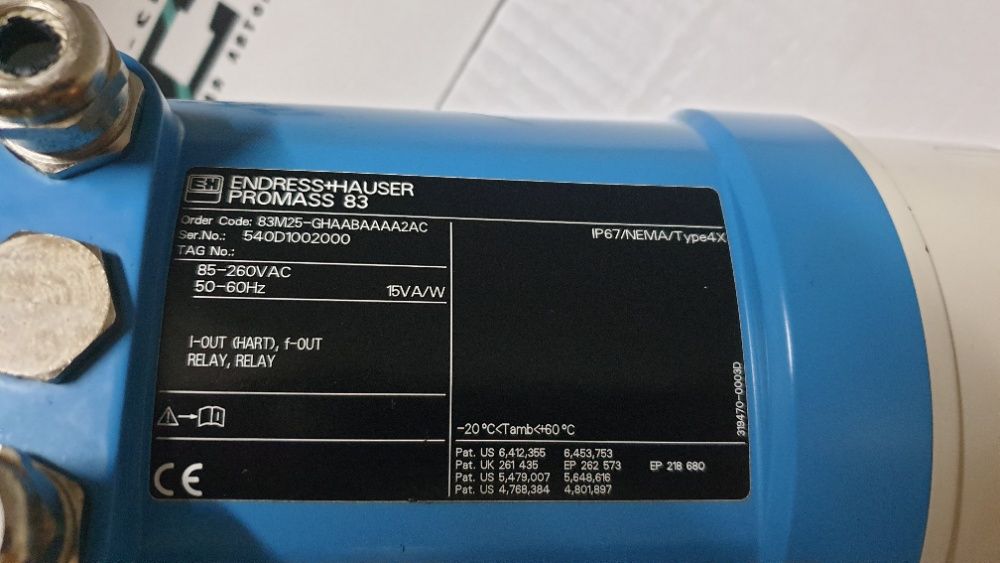 E+H
ENDRESS+HAUSER
PROMASS 83
Order Code: 83M25-GHAABAAAA2AC
Ser.No.: 540D1002000
TAG No.:
85-260VAC
50-60Hz 15VA/W
I-OUT (HART), f-OUT
RELAY, RELAY
CE
IP67/NEMA/Type4X
-20°C<Tamb<+60°C
Pat. US 6,412,355 6,453,753
Pat. UK 261 435 EP 262 573 EP 218 680
Pat. US 5,479,007 5,648,616
Pat. US 4,768,384 4,801,897
319470-0003D